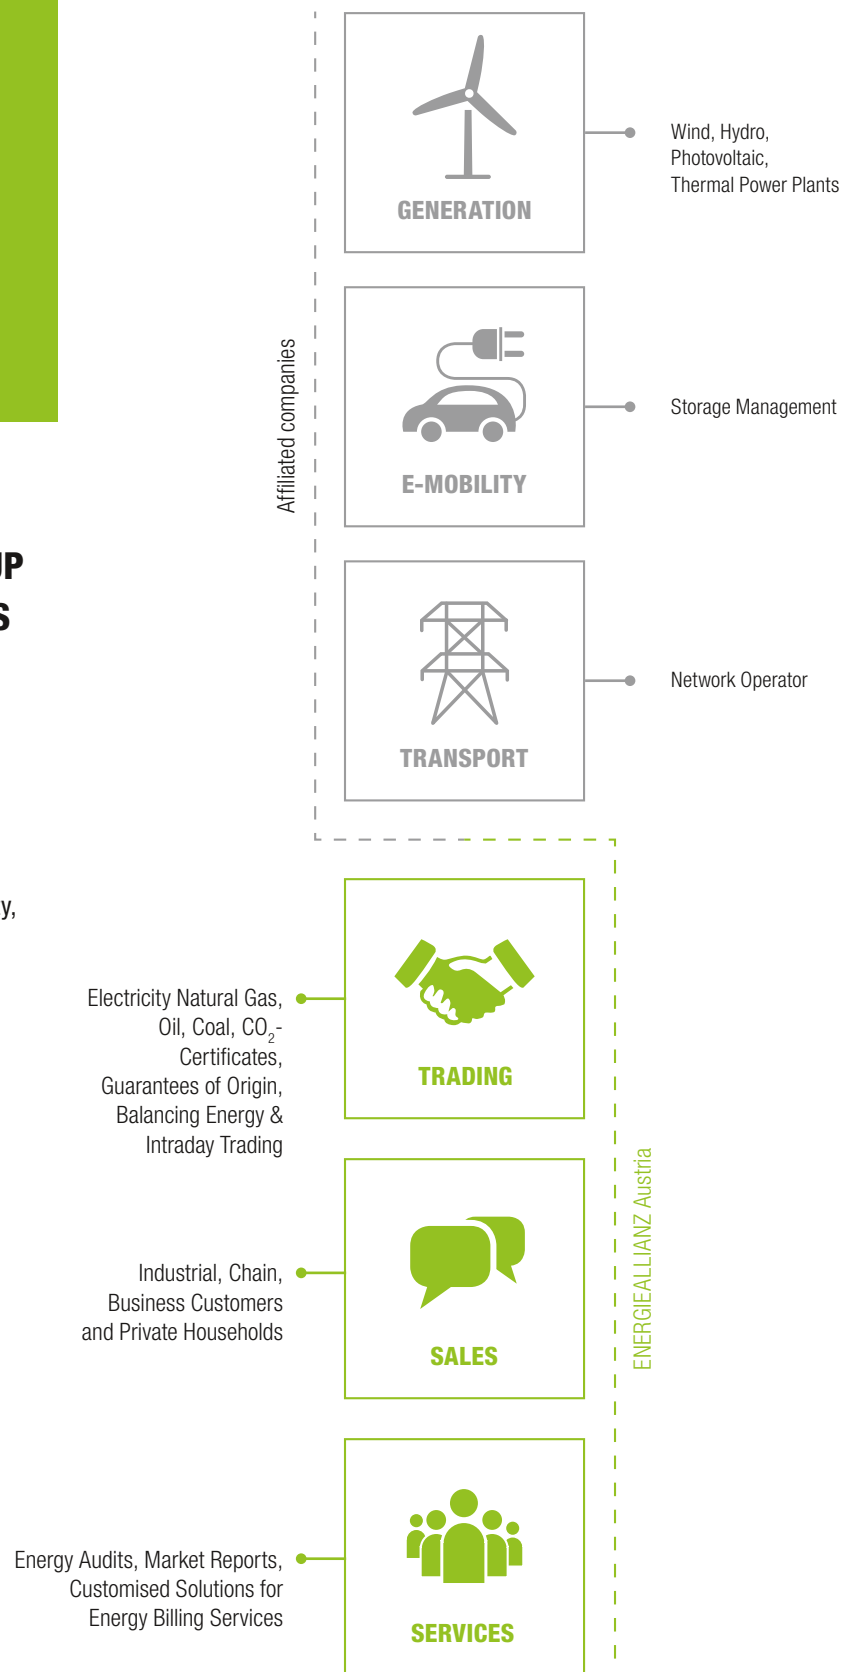 Wind, Hydro,
Photovoltaic,
Thermal Power Plants
GENERATION
Affiliated companies
Storage Management
E-MOBILITY
UP
S
Network Operator
TRANSPORT
y,
Electricity Natural Gas,
Oil, Coal, CO₂-
Certificates,
Guarantees of Origin,
Balancing Energy &
Intraday Trading
TRADING
ENERGIEALLIANZ Austria
Industrial, Chain,
Business Customers
and Private Households
SALES
Energy Audits, Market Reports,
Customised Solutions for
Energy Billing Services
SERVICES